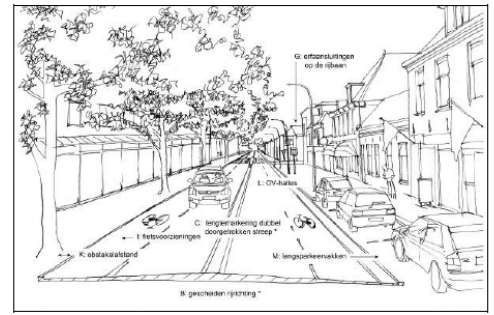 G: erfaansluitingen
op de rijbaan
L: OV-haltes
C: lengtemarkering dubbel
doorgetrokken streep *
I: fietsvoorzieningen
K: obstakelafstand
M: langsparkeervakken
B: gescheiden rijrichting *